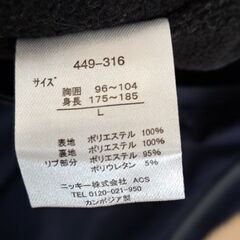 449-316
サイズ
胸囲 96～104
身長 175～185
L
表地 ポリエステル 100%
裏地 ポリエステル 100%
リブ部分 ポリエステル 95%
ポリウレタン 5%
ニッキー株式会社 ACS
TEL 0120-021-950
カンボジア製